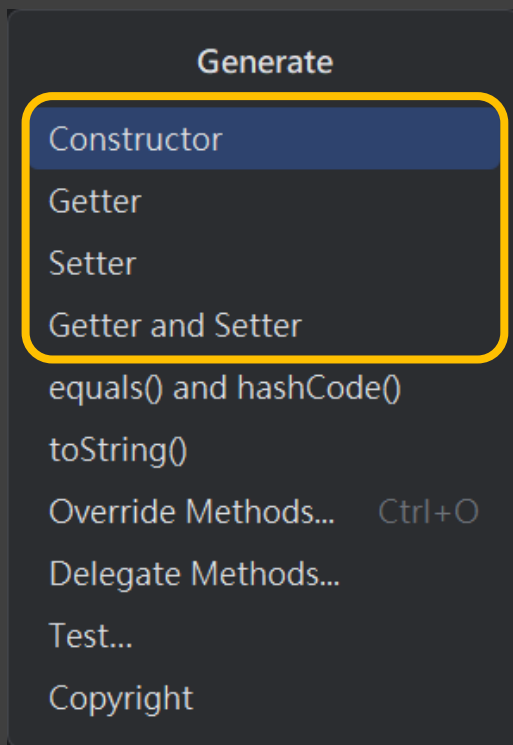 Generate
Constructor
Getter
Setter
Getter and Setter
equals() and hashCode()
toString()
Override Methods... Ctrl+O
Delegate Methods...
Test...
Copyright